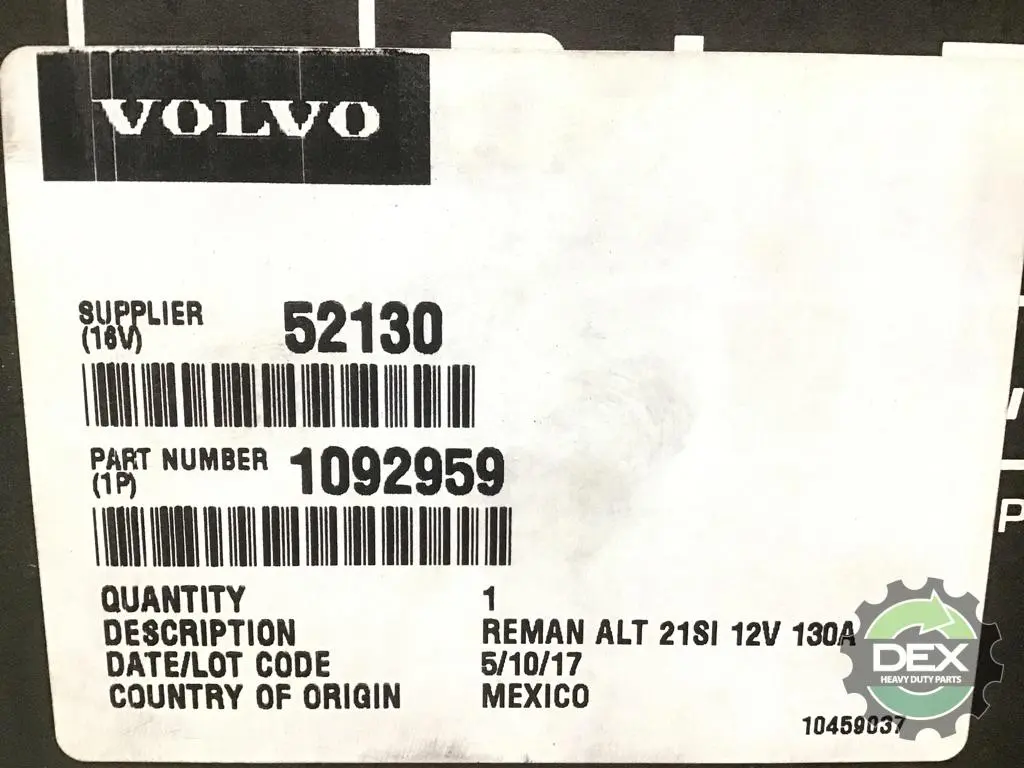 VOLVO
SUPPLIER 52130
(16V)
PART NUMBER 1092959
(1P)
QUANTITY 1
DESCRIPTION REMAN ALT 21SI 12V 130A
DATE/LOT CODE 5/10/17
COUNTRY OF ORIGIN MEXICO
10459037
P
DEX
HEAVY DUTY PARTS